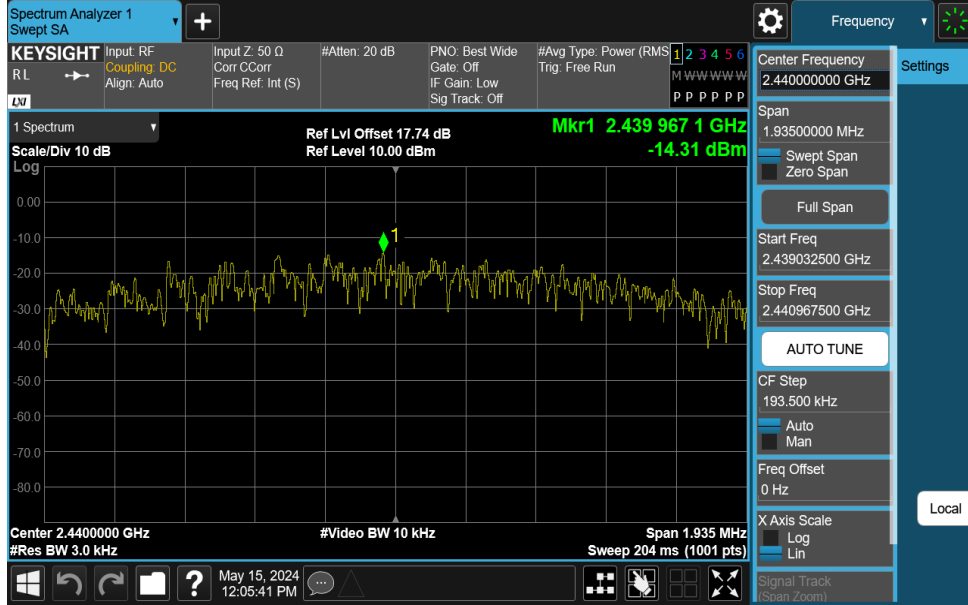 Spectrum Analyzer 1
Swept SA
Frequency
KEYSIGHT
R L
LXI
Input: RF
Coupling: DC
Align: Auto
Input Z: 50 Ω
Corr CCorr
Freq Ref: Int (S)
#Atten: 20 dB
PNO: Best Wide
Gate: Off
IF Gain: Low
Sig Track: Off
#Avg Type: Power (RMS
Trig: Free Run
1 2 3 4 5 6
M W W W W W
P P P P P P
Settings
1 Spectrum
Scale/Div 10 dB
Log
Ref Lvl Offset 17.74 dB
Ref Level 10.00 dBm
Mkr1 2.439 967 1 GHz
-14.31 dBm
1
0.00
-10.0
-20.0
-30.0
-40.0
-50.0
-60.0
-70.0
-80.0
Center 2.4400000 GHz
#Res BW 3.0 kHz
#Video BW 10 kHz
Span 1.935 MHz
Sweep 204 ms (1001 pts)
Center Frequency
2.440000000 GHz
Span
1.93500000 MHz
Swept Span
Zero Span
Full Span
Start Freq
2.439032500 GHz
Stop Freq
2.440967500 GHz
AUTO TUNE
CF Step
193.500 kHz
Auto
Man
Freq Offset
0 Hz
X Axis Scale
Log
Lin
Signal Track
(Span Zoom)
Local
?
May 15, 2024
12:05:41 PM